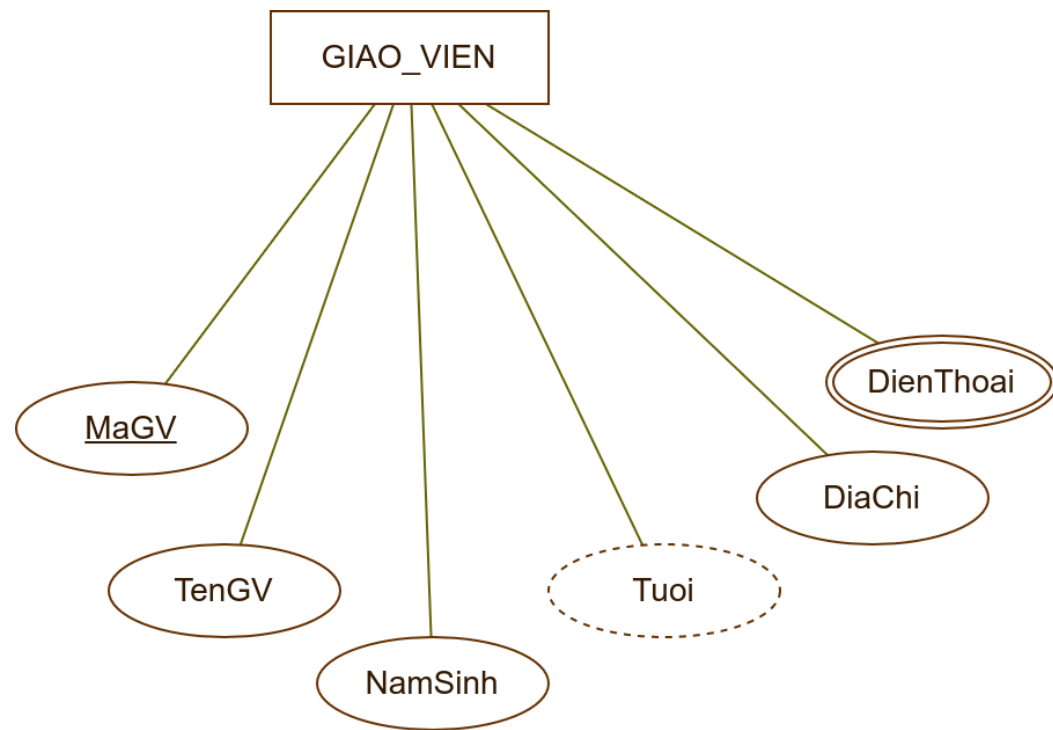 GIAO_VIEN
DienThoai
MaGV
DiaChi
TenGV
Tuoi
NamSinh